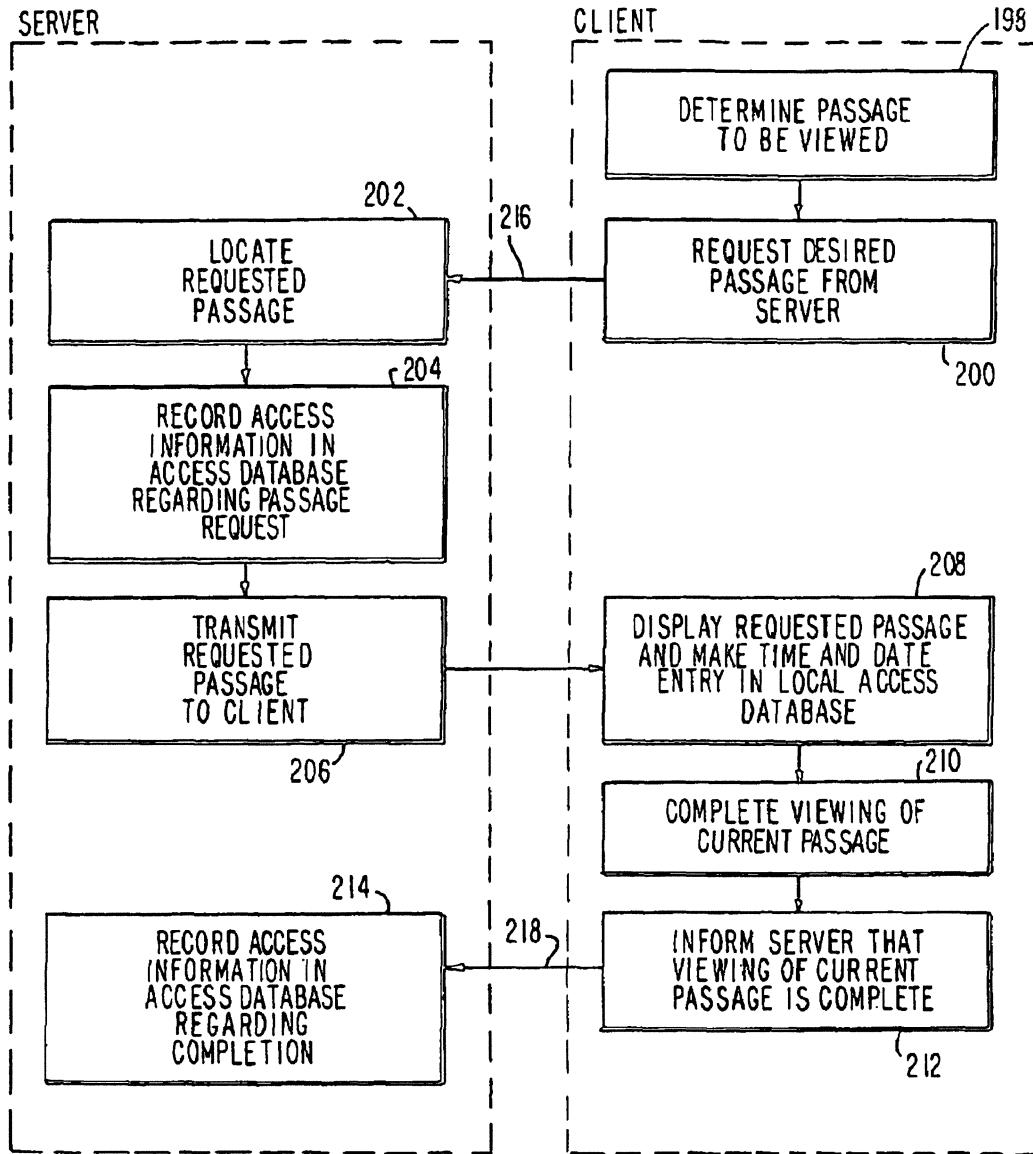 SERVER
CLIENT
198
DETERMINE PASSAGE
TO BE VIEWED
202
216
LOCATE
REQUESTED
PASSAGE
REQUEST DESIRED
PASSAGE FROM
SERVER
200
204
RECORD ACCESS
INFORMATION IN
ACCESS DATABASE
REGARDING PASSAGE
REQUEST
208
TRANSMIT
REQUESTED
PASSAGE
TO CLIENT
206
DISPLAY REQUESTED PASSAGE
AND MAKE TIME AND DATE
ENTRY IN LOCAL ACCESS
DATABASE
210
COMPLETE VIEWING OF
CURRENT PASSAGE
214
218
RECORD ACCESS
INFORMATION IN
ACCESS DATABASE
REGARDING
COMPLETION
INFORM SERVER THAT
VIEWING OF CURRENT
PASSAGE IS COMPLETE
212